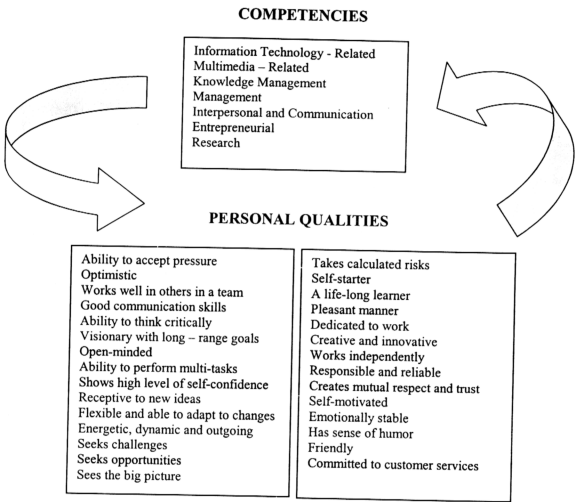 COMPETENCIES
Information Technology - Related
Multimedia – Related
Knowledge Management
Management
Interpersonal and Communication
Entrepreneurial
Research
PERSONAL QUALITIES
Ability to accept pressure
Optimistic
Works well in others in a team
Good communication skills
Ability to think critically
Visionary with long – range goals
Open-minded
Ability to perform multi-tasks
Shows high level of self-confidence
Receptive to new ideas
Flexible and able to adapt to changes
Energetic, dynamic and outgoing
Seeks challenges
Seeks opportunities
Sees the big picture
Takes calculated risks
Self-starter
A life-long learner
Pleasant manner
Dedicated to work
Creative and innovative
Works independently
Responsible and reliable
Creates mutual respect and trust
Self-motivated
Emotionally stable
Has sense of humor
Friendly
Committed to customer services